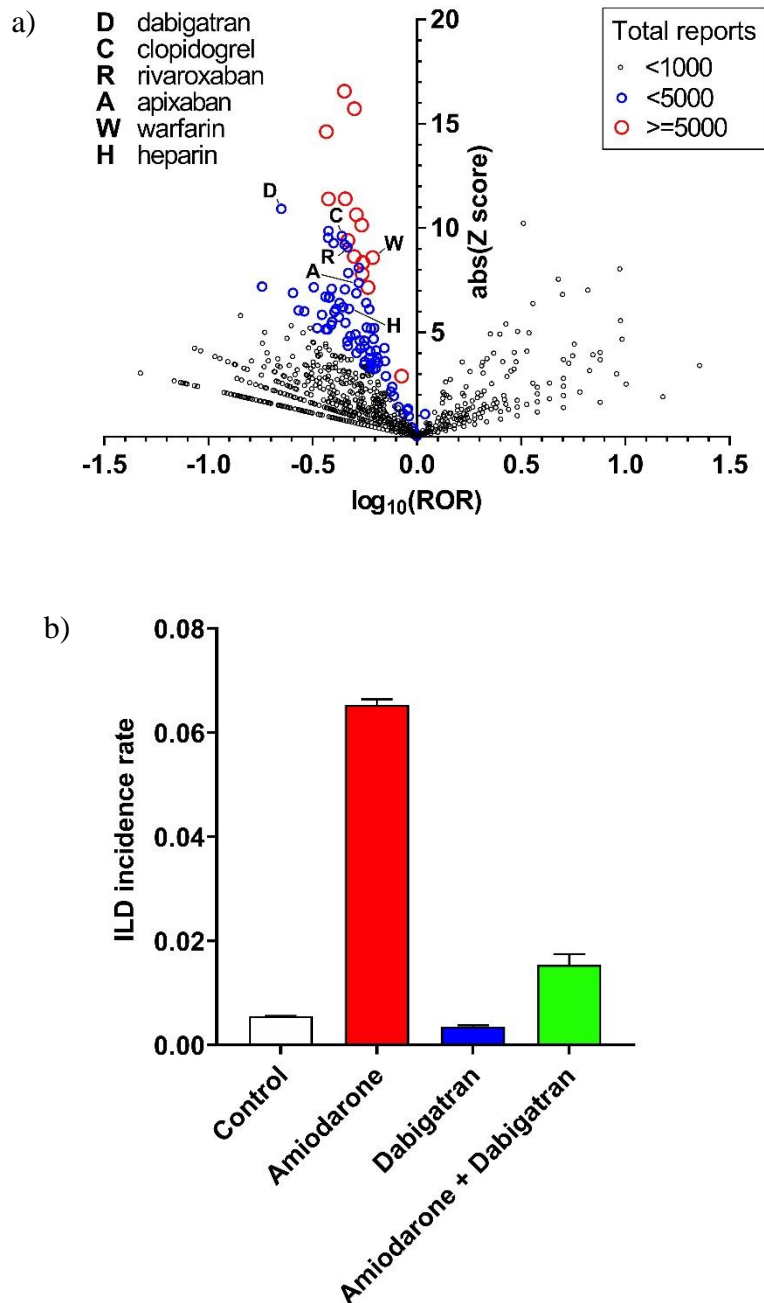 a)
D dabigatran
C clopidogrel
R rivaroxaban
A apixaban
W warfarin
H heparin
Total reports
<1000
<5000
>=5000
20
15
10
5
abs(Z score)
D
C
R
W
A
H
-1.5 -1.0 -0.5 0.0 0.5 1.0 1.5
log10(ROR)
b)
0.08
0.06
0.04
0.02
0.00
ILD incidence rate
Control
Amiodarone
Dabigatran
Amiodarone + Dabigatran